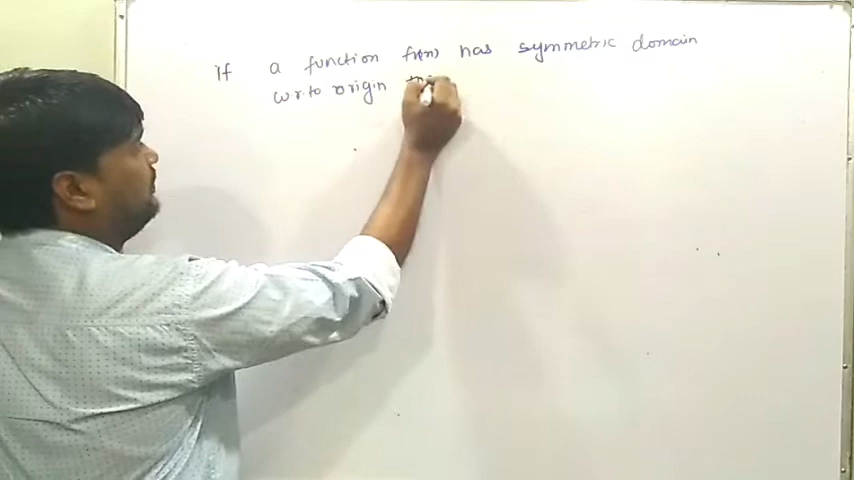 If a function f(x) has symmetric domain
w.r.to origin